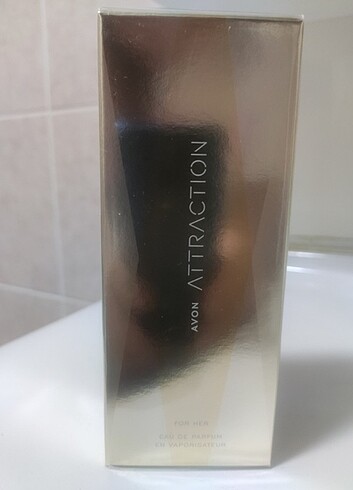 AVON ATTRACTION
FOR HER
EAU DE PARFUM
EN VAPORISATEUR